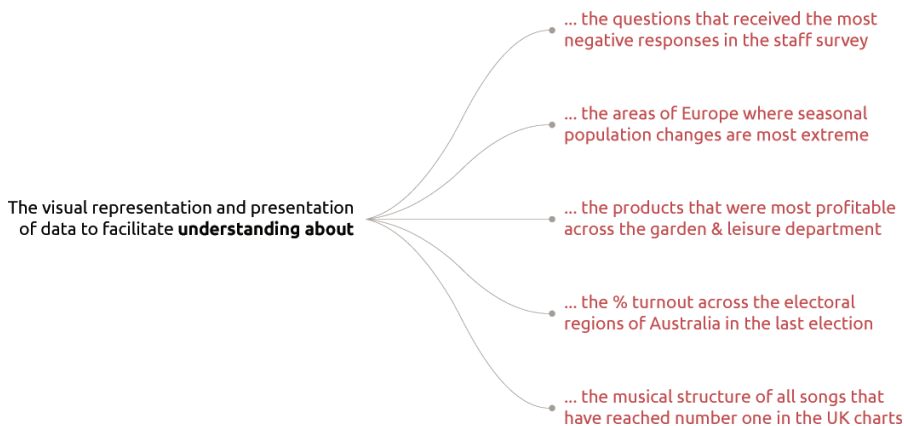 The visual representation and presentation
of data to facilitate understanding about
... the questions that received the most
negative responses in the staff survey
... the areas of Europe where seasonal
population changes are most extreme
... the products that were most profitable
across the garden & leisure department
... the % turnout across the electoral
regions of Australia in the last election
... the musical structure of all songs that
have reached number one in the UK charts